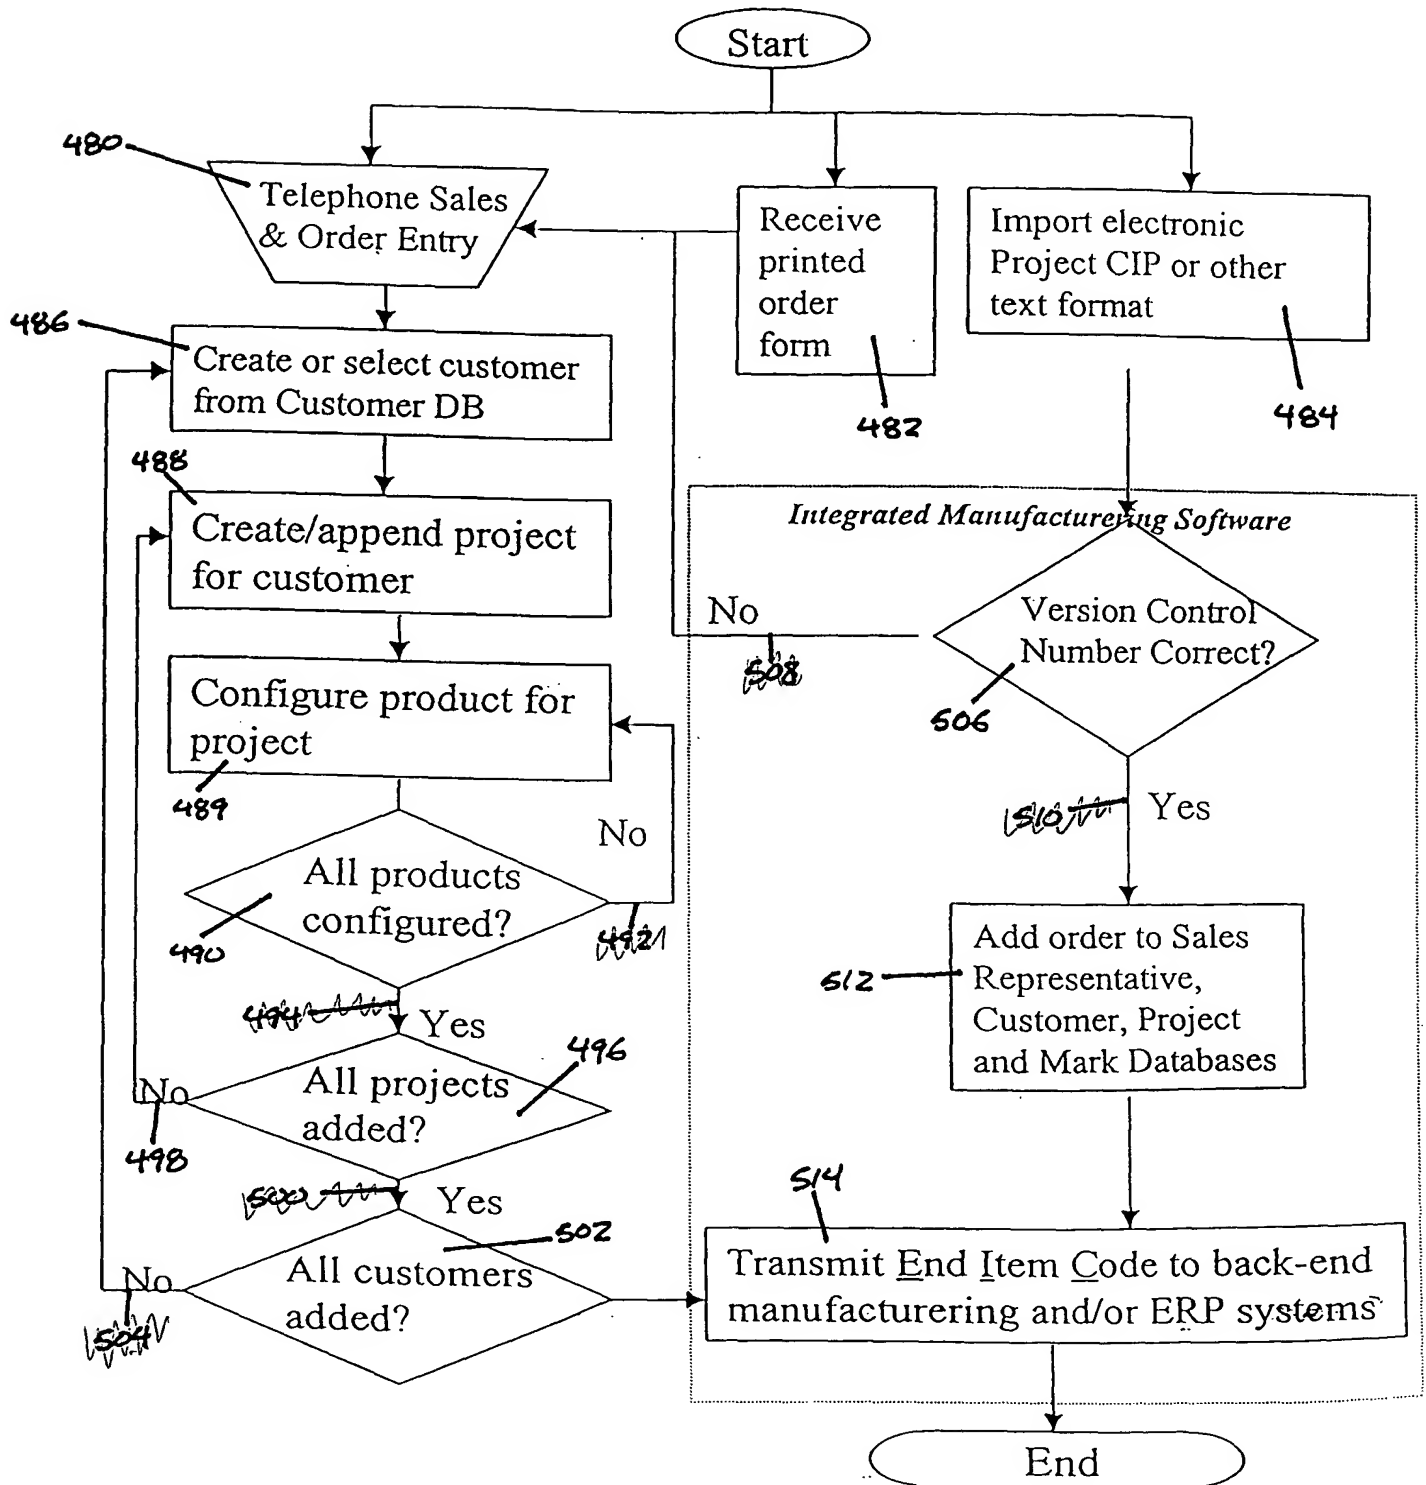 Start
480
Telephone Sales
& Order Entry
Receive
printed
order
form
482
Import electronic
Project CIP or other
text format
484
486
Create or select customer
from Customer DB
488
Create/append project
for customer
Integrated Manufacturering Software
No
508
Version Control
Number Correct?
506
Configure product for
project
489
510
Yes
No
All products
configured?
490
492
Add order to Sales
Representative,
Customer, Project
and Mark Databases
512
494
Yes
496
All projects
added?
No
498
500
Yes
502
All customers
added?
No
504
514
Transmit End Item Code to back-end
manufacturering and/or ERP systems
End